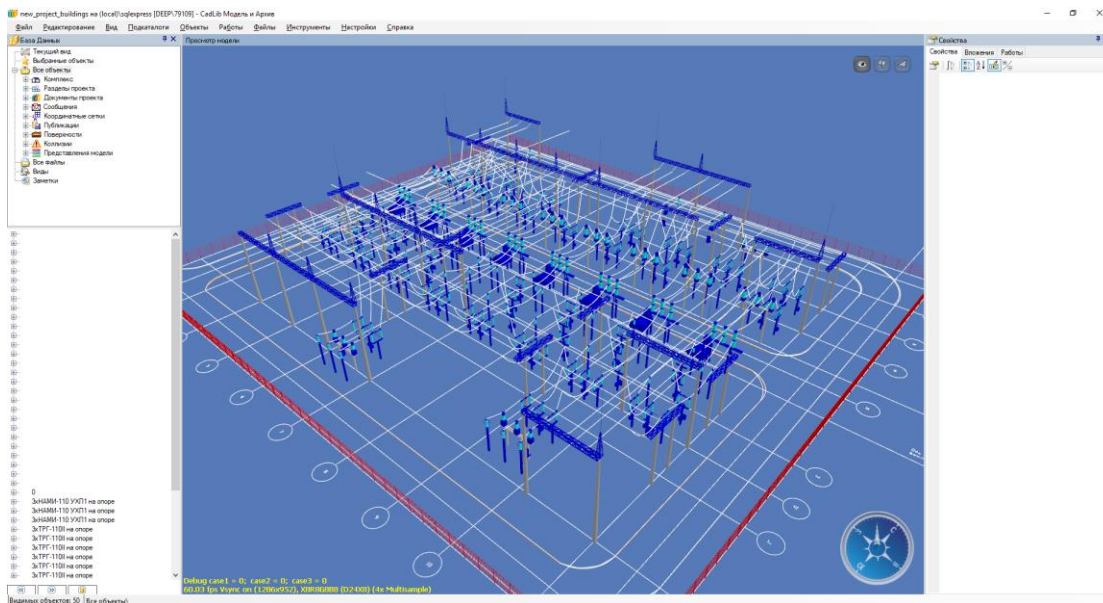 new_project_buildings на (local)\sqlexpress [DEEP\79109] - CadLib Модель и Архив
Файл Редактирование Вид Подкаталоги Объекты Работы Файлы Инструменты Настройки Справка
База Данных
Текущий вид
Выбранные объекты
Все объекты
Комплекс
Разделы проекта
Документы проекта
Сообщения
Координатные сетки
Публикации
Поверхности
Коллизии
Представления модели
Все файлы
Виды
Заметки
0
3хНАМИ-110 УХЛ1 на опоре
3хНАМИ-110 УХЛ1 на опоре
3хНАМИ-110 УХЛ1 на опоре
3хТРГ-110II на опоре
3хТРГ-110II на опоре
3хТРГ-110II на опоре
3хТРГ-110II на опоре
3хТРГ-110II на опоре
3хТРГ-110II на опоре
Видимых объектов: 50 Все объекты\
Просмотр модели
Debug case1 = 0; case2 = 0; case3 = 0
60.03 fps Vsync on (1286x952), X8R8G8B8 (D24X8) (4x Multisample)
Свойства
Свойства Вложения Работы